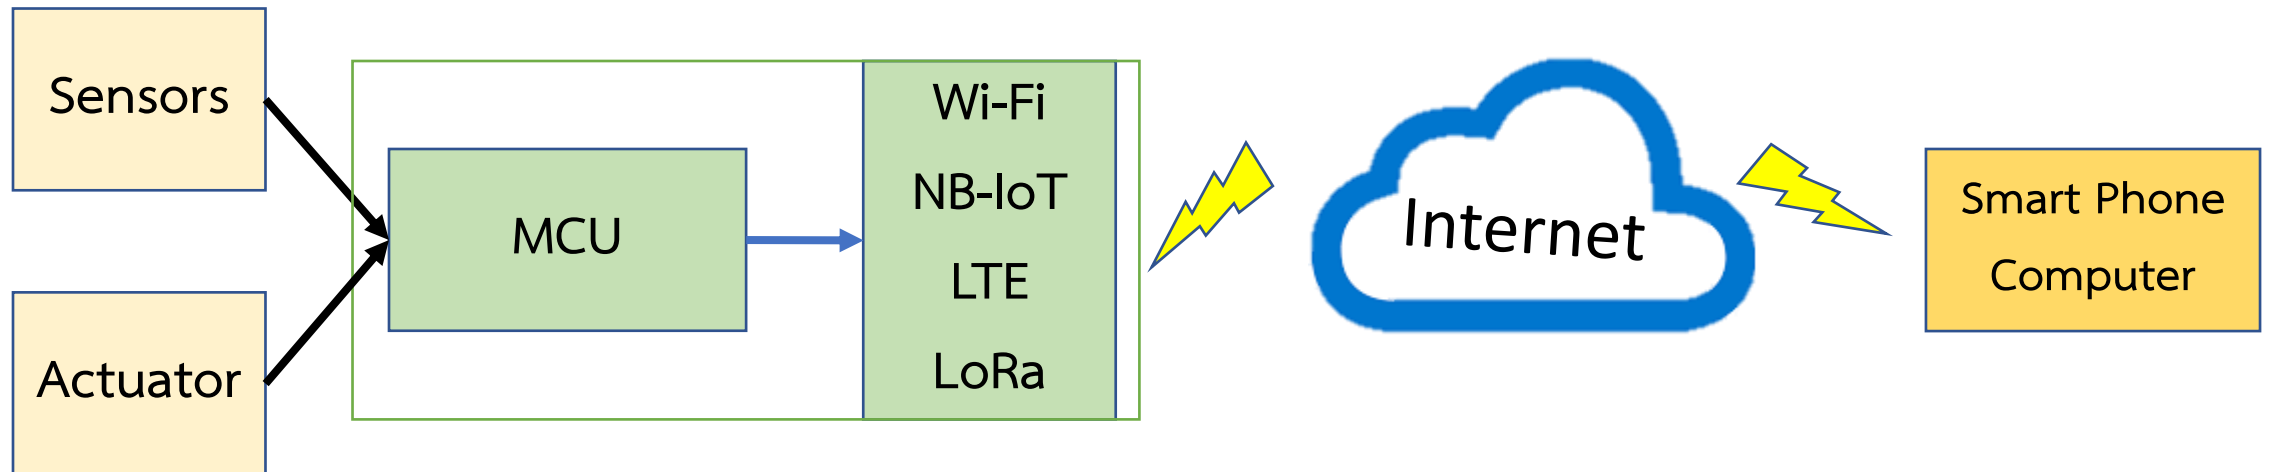 Sensors
Actuator
MCU
Wi-Fi
NB-IoT
LTE
LoRa
Internet
Smart Phone
Computer